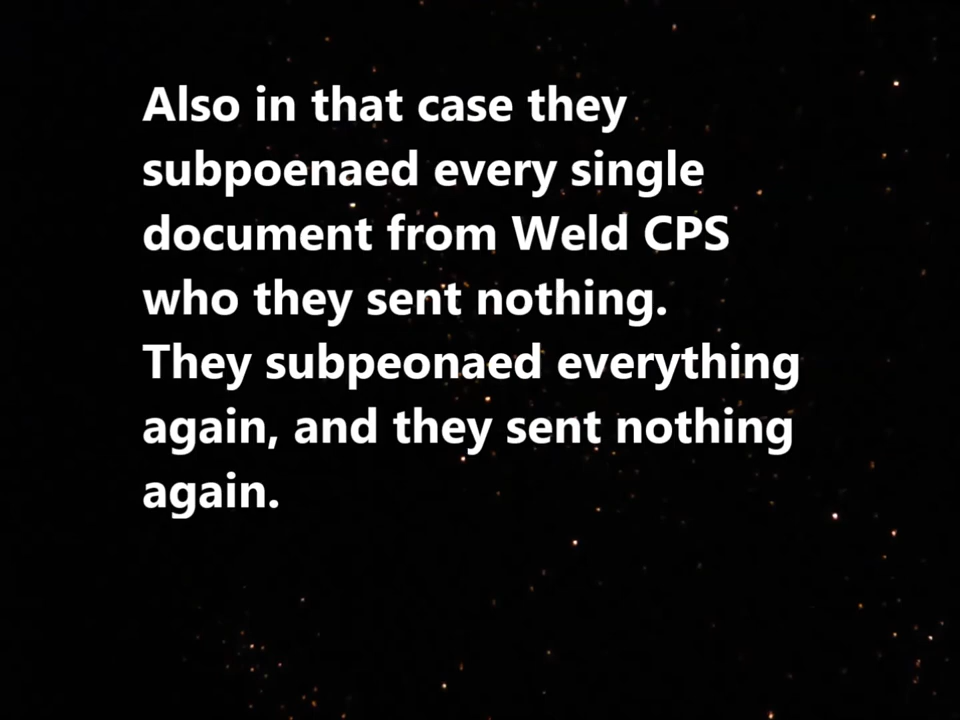 Also in that case they
subpoenaed every single
document from Weld CPS
who they sent nothing.
They subpeonaed everything
again, and they sent nothing
again.